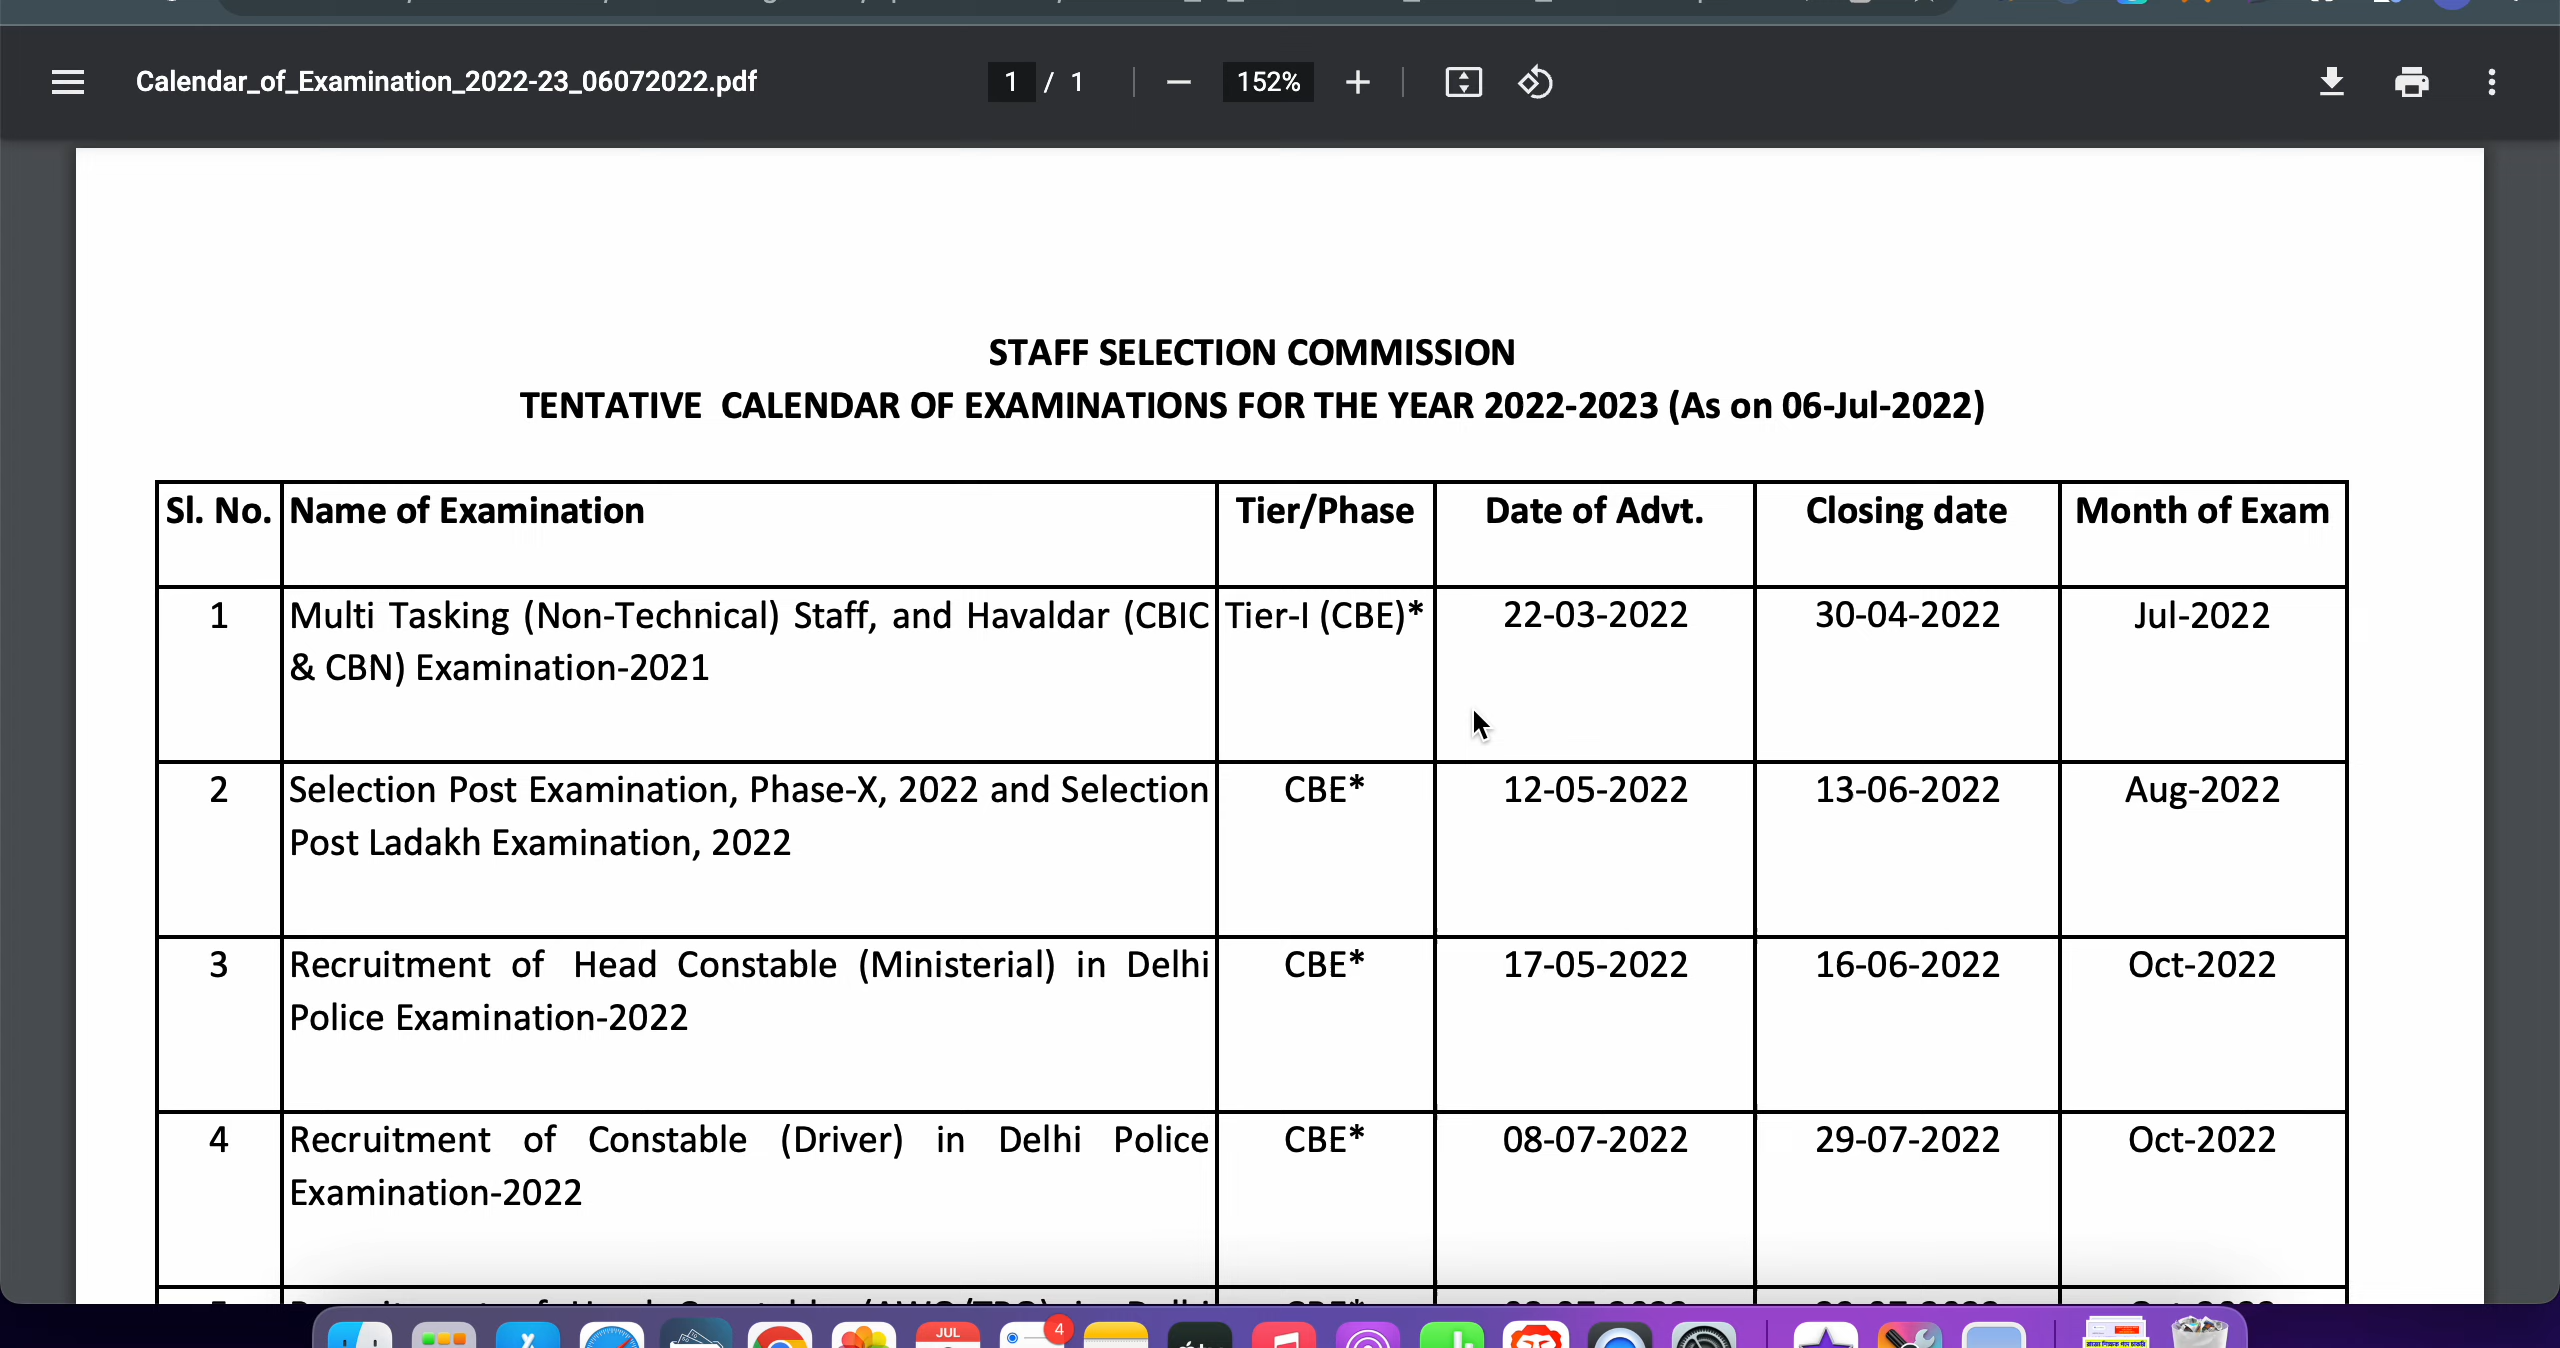 Calendar_of_Examination_2022-23_06072022.pdf
1 / 1
152%
STAFF SELECTION COMMISSION
TENTATIVE CALENDAR OF EXAMINATIONS FOR THE YEAR 2022-2023 (As on 06-Jul-2022)
Sl. No. Name of Examination Tier/Phase Date of Advt. Closing date Month of Exam
1 Multi Tasking (Non-Technical) Staff, and Havaldar (CBIC Tier-I (CBE)* 22-03-2022 30-04-2022 Jul-2022
& CBN) Examination-2021
2 Selection Post Examination, Phase-X, 2022 and Selection CBE* 12-05-2022 13-06-2022 Aug-2022
Post Ladakh Examination, 2022
3 Recruitment of Head Constable (Ministerial) in Delhi CBE* 17-05-2022 16-06-2022 Oct-2022
Police Examination-2022
4 Recruitment of Constable (Driver) in Delhi Police CBE* 08-07-2022 29-07-2022 Oct-2022
Examination-2022
JUL
4